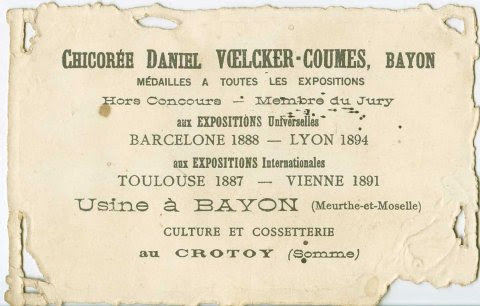 CHICORÉE DANIEL VŒLCKER-COUMES, BAYON
MÉDAILLES A TOUTES LES EXPOSITIONS
Hors Concours — Membre du Jury
aux EXPOSITIONS Universelles
BARCELONE 1888 — LYON 1894
aux EXPOSITIONS Internationales
TOULOUSE 1887 — VIENNE 1891
Usine à BAYON (Meurthe-et-Moselle)
CULTURE ET COSSETTERIE
au CROTOY (Somme)